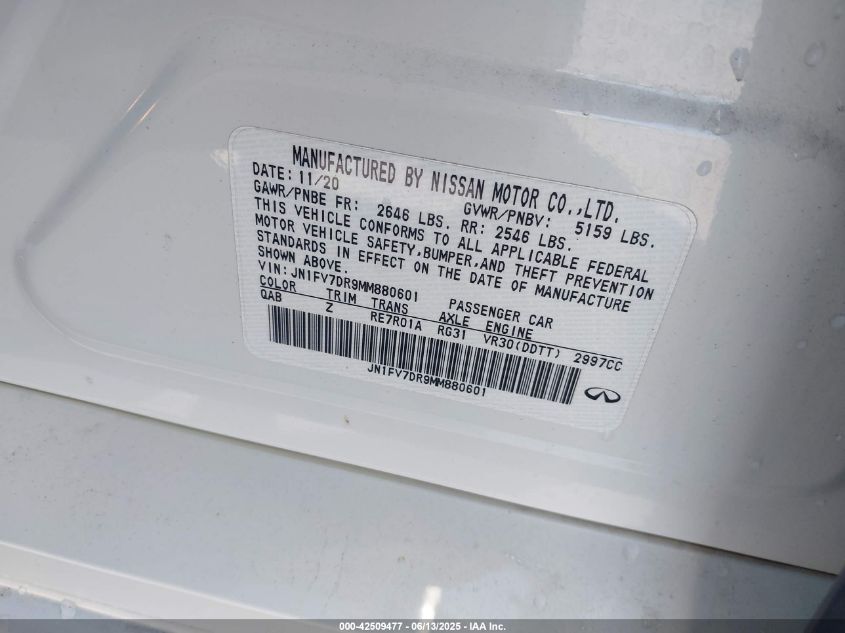 MANUFACTURED BY NISSAN MOTOR CO.,LTD.
DATE: 11/20 GVWR/PNBV: 5159 LBS.
GAWR/PNBE FR: 2646 LBS. RR: 2546 LBS.
THIS VEHICLE CONFORMS TO ALL APPLICABLE FEDERAL
MOTOR VEHICLE SAFETY,BUMPER,AND THEFT PREVENTION
STANDARDS IN EFFECT ON THE DATE OF MANUFACTURE
SHOWN ABOVE.
VIN: JN1FV7DR9MM880601 PASSENGER CAR
COLOR TRIM TRANS AXLE ENGINE
QAB Z RE7R01A RG31 VR30(DDTT) 2997CC
JN1FV7DR9MM880601
000-42509477 - 06/13/2025 - IAA Inc.